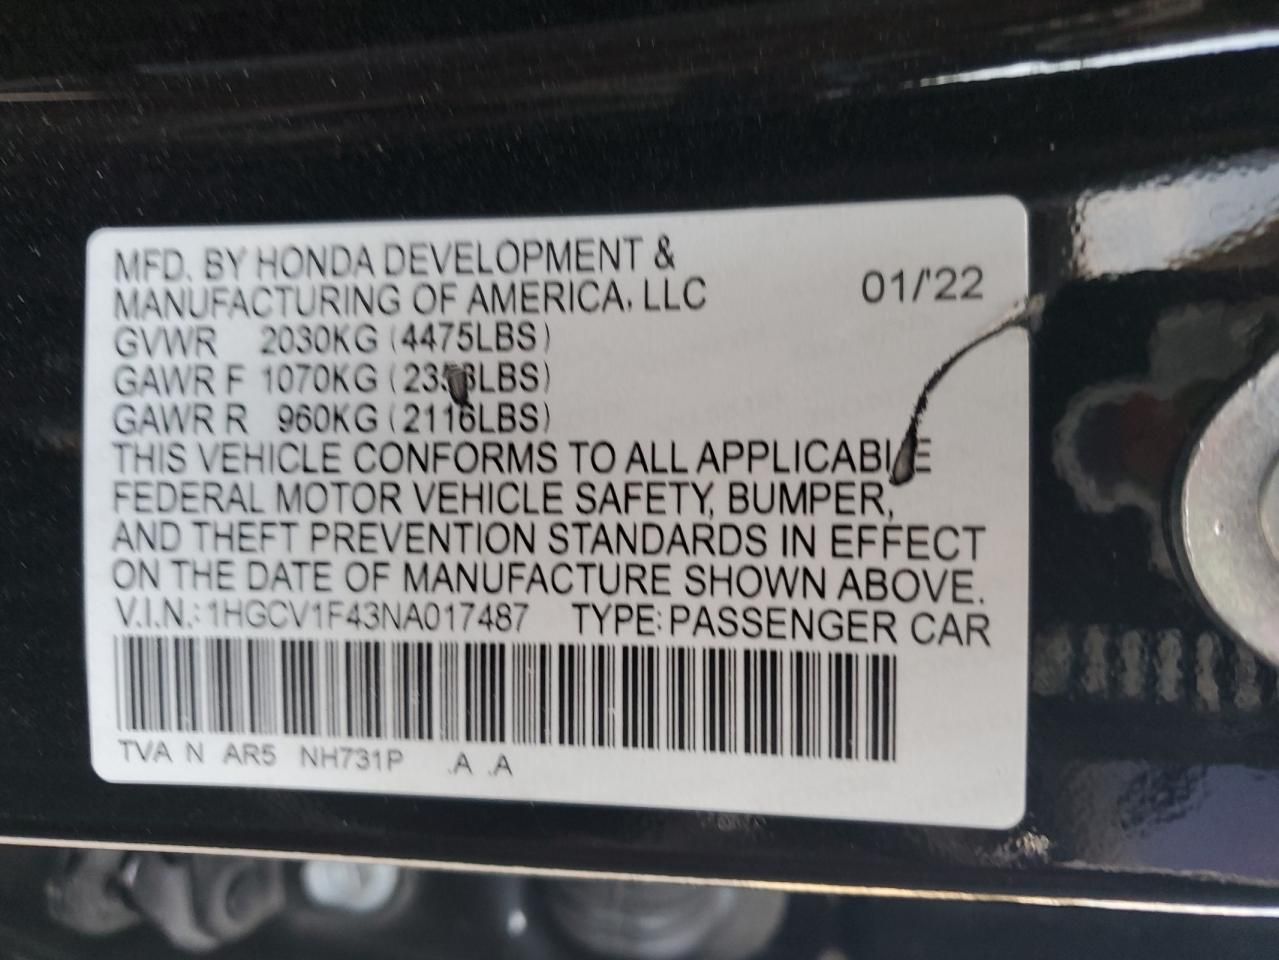 MFD. BY HONDA DEVELOPMENT &
MANUFACTURING OF AMERICA, LLC 01/'22
GVWR 2030KG (4475LBS)
GAWR F 1070KG
GAWR R 960KG (2116LBS)
THIS VEHICLE CONFORMS TO ALL APPLICABLE
FEDERAL MOTOR VEHICLE SAFETY, BUMPER,
AND THEFT PREVENTION STANDARDS IN EFFECT
ON THE DATE OF MANUFACTURE SHOWN ABOVE.
V.I.N.: 1HGCV1F43NA017487 TYPE: PASSENGER CAR
TVA N AR5 NH731P .A .A